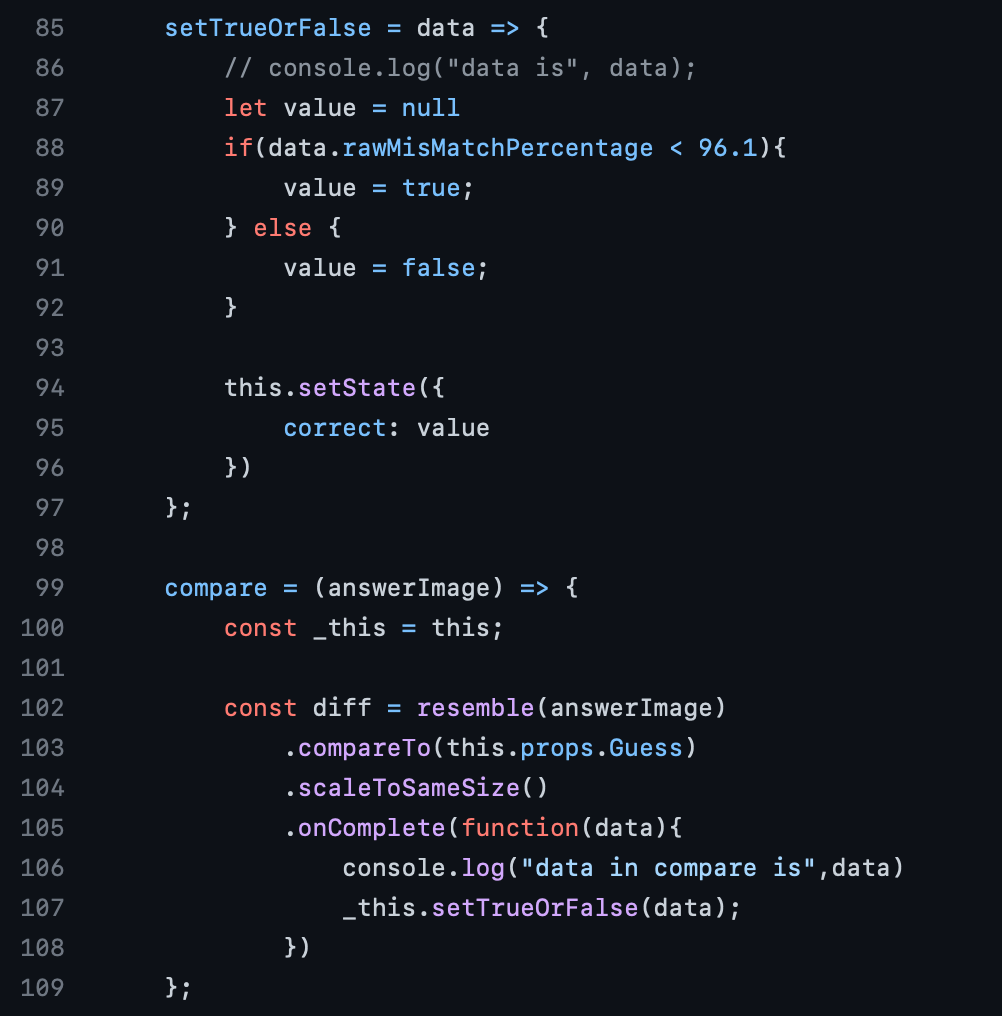 85 setTrueOrFalse = data => {
86 // console.log("data is", data);
87 let value = null
88 if(data.rawMisMatchPercentage < 96.1){
89 value = true;
90 } else {
91 value = false;
92 }
93
94 this.setState({
95 correct: value
96 })
97 };
98
99 compare = (answerImage) => {
100 const _this = this;
101
102 const diff = resemble(answerImage)
103 .compareTo(this.props.Guess)
104 .scaleToSameSize()
105 .onComplete(function(data){
106 console.log("data in compare is",data)
107 _this.setTrueOrFalse(data);
108 })
109 };